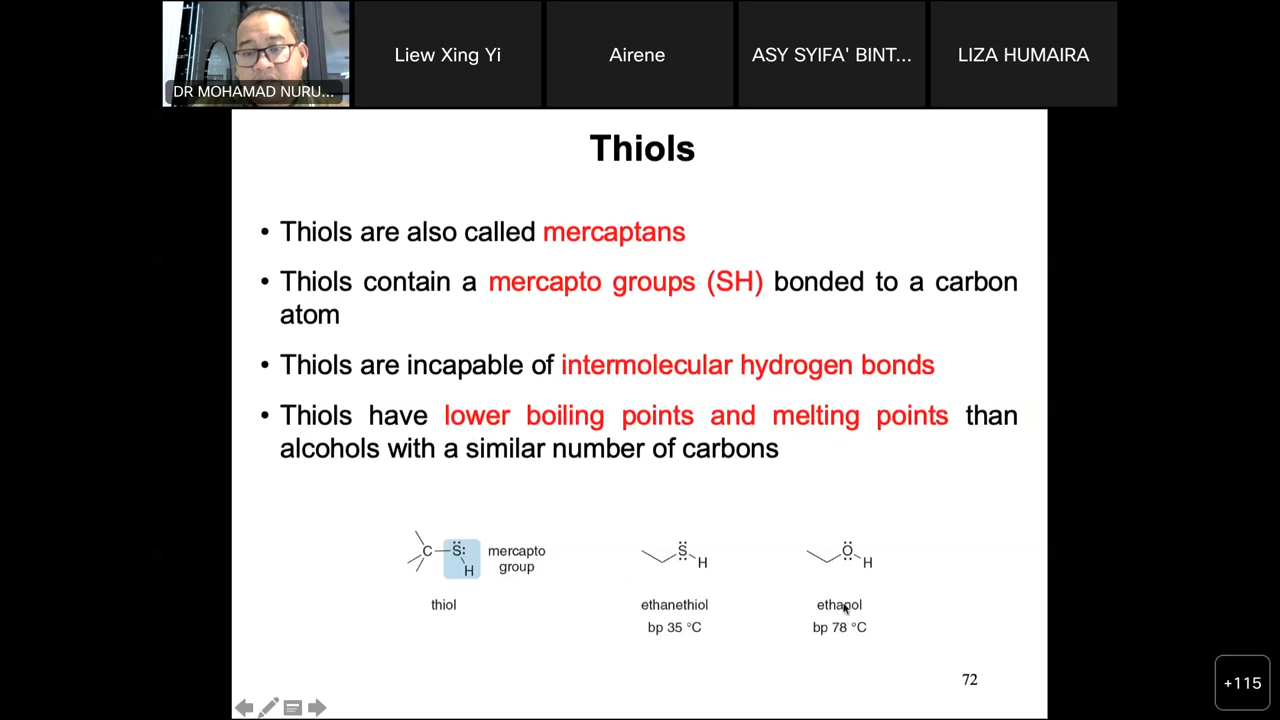 DR MOHAMAD NURU...
Liew Xing Yi
Airene
ASY SYIFA' BINT...
LIZA HUMAIRA
Thiols
• Thiols are also called mercaptans
• Thiols contain a mercapto groups (SH) bonded to a carbon
atom
• Thiols are incapable of intermolecular hydrogen bonds
• Thiols have lower boiling points and melting points than
alcohols with a similar number of carbons
C S H
mercapto
group
thiol
S H
ethanethiol
bp 35 °C
O H
ethanol
bp 78 °C
72
+115